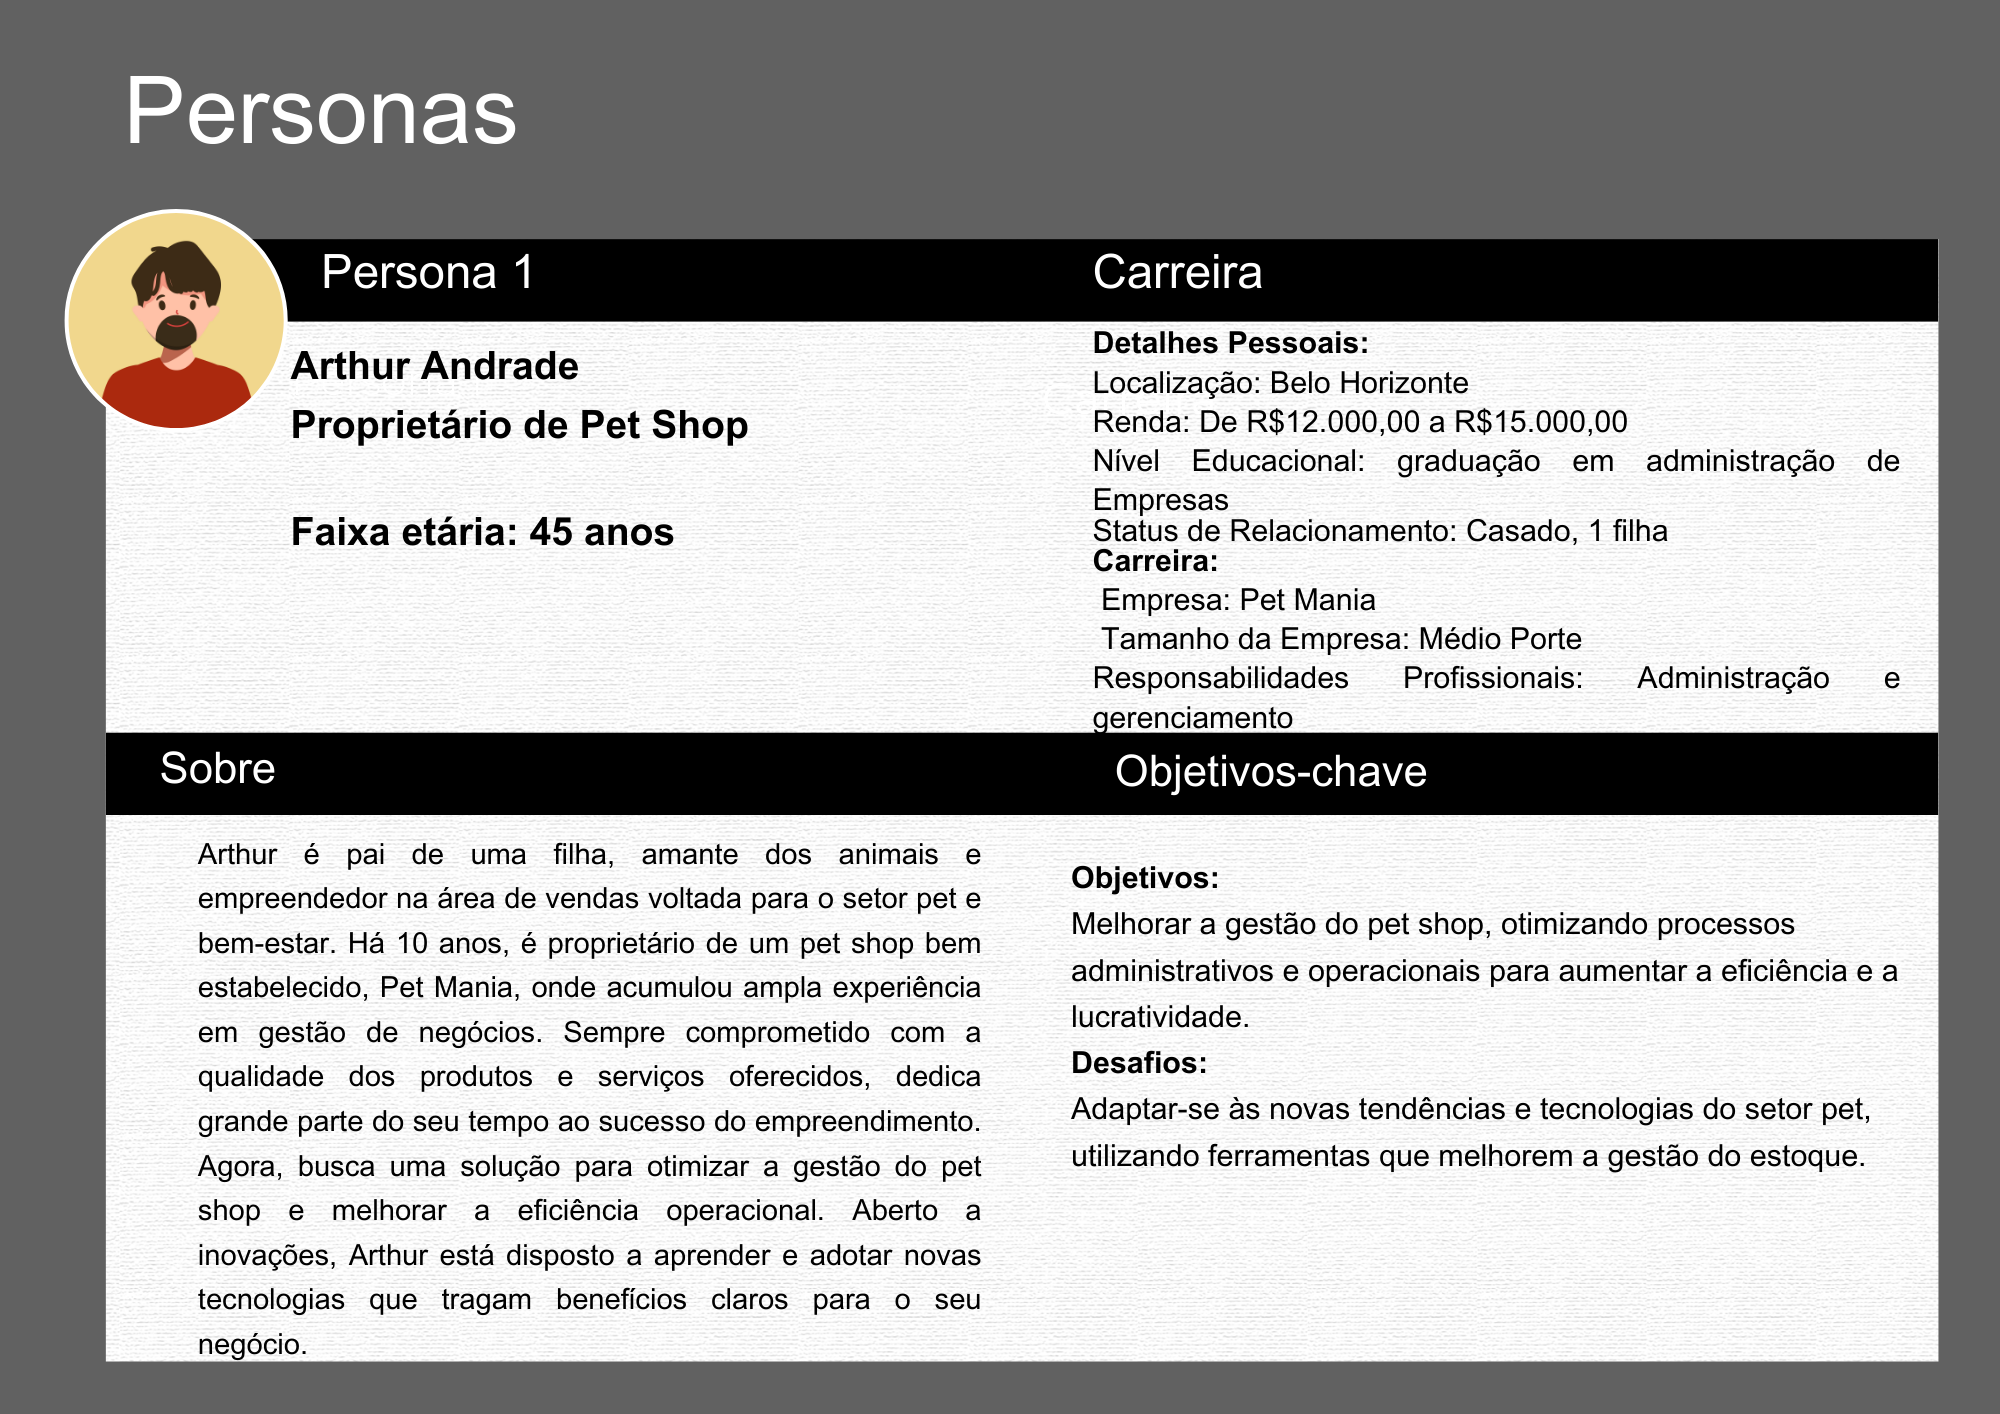 Personas
Persona 1
Arthur Andrade
Proprietário de Pet Shop
Faixa etária: 45 anos
Carreira
Detalhes Pessoais:
Localização: Belo Horizonte
Renda: De R$12.000,00 a R$15.000,00
Nível Educacional: graduação em administração de
Empresas
Status de Relacionamento: Casado, 1 filha
Carreira:
Empresa: Pet Mania
Tamanho da Empresa: Médio Porte
Responsabilidades Profissionais: Administração e
gerenciamento
Sobre
Arthur é pai de uma filha, amante dos animais e
empreendedor na área de vendas voltada para o setor pet e
bem-estar. Há 10 anos, é proprietário de um pet shop bem
estabelecido, Pet Mania, onde acumulou ampla experiência
em gestão de negócios. Sempre comprometido com a
qualidade dos produtos e serviços oferecidos, dedica
grande parte do seu tempo ao sucesso do empreendimento.
Agora, busca uma solução para otimizar a gestão do pet
shop e melhorar a eficiência operacional. Aberto a
inovações, Arthur está disposto a aprender e adotar novas
tecnologias que tragam benefícios claros para o seu
negócio.
Objetivos-chave
Objetivos:
Melhorar a gestão do pet shop, otimizando processos
administrativos e operacionais para aumentar a eficiência e a
lucratividade.
Desafios:
Adaptar-se às novas tendências e tecnologias do setor pet,
utilizando ferramentas que melhorem a gestão do estoque.